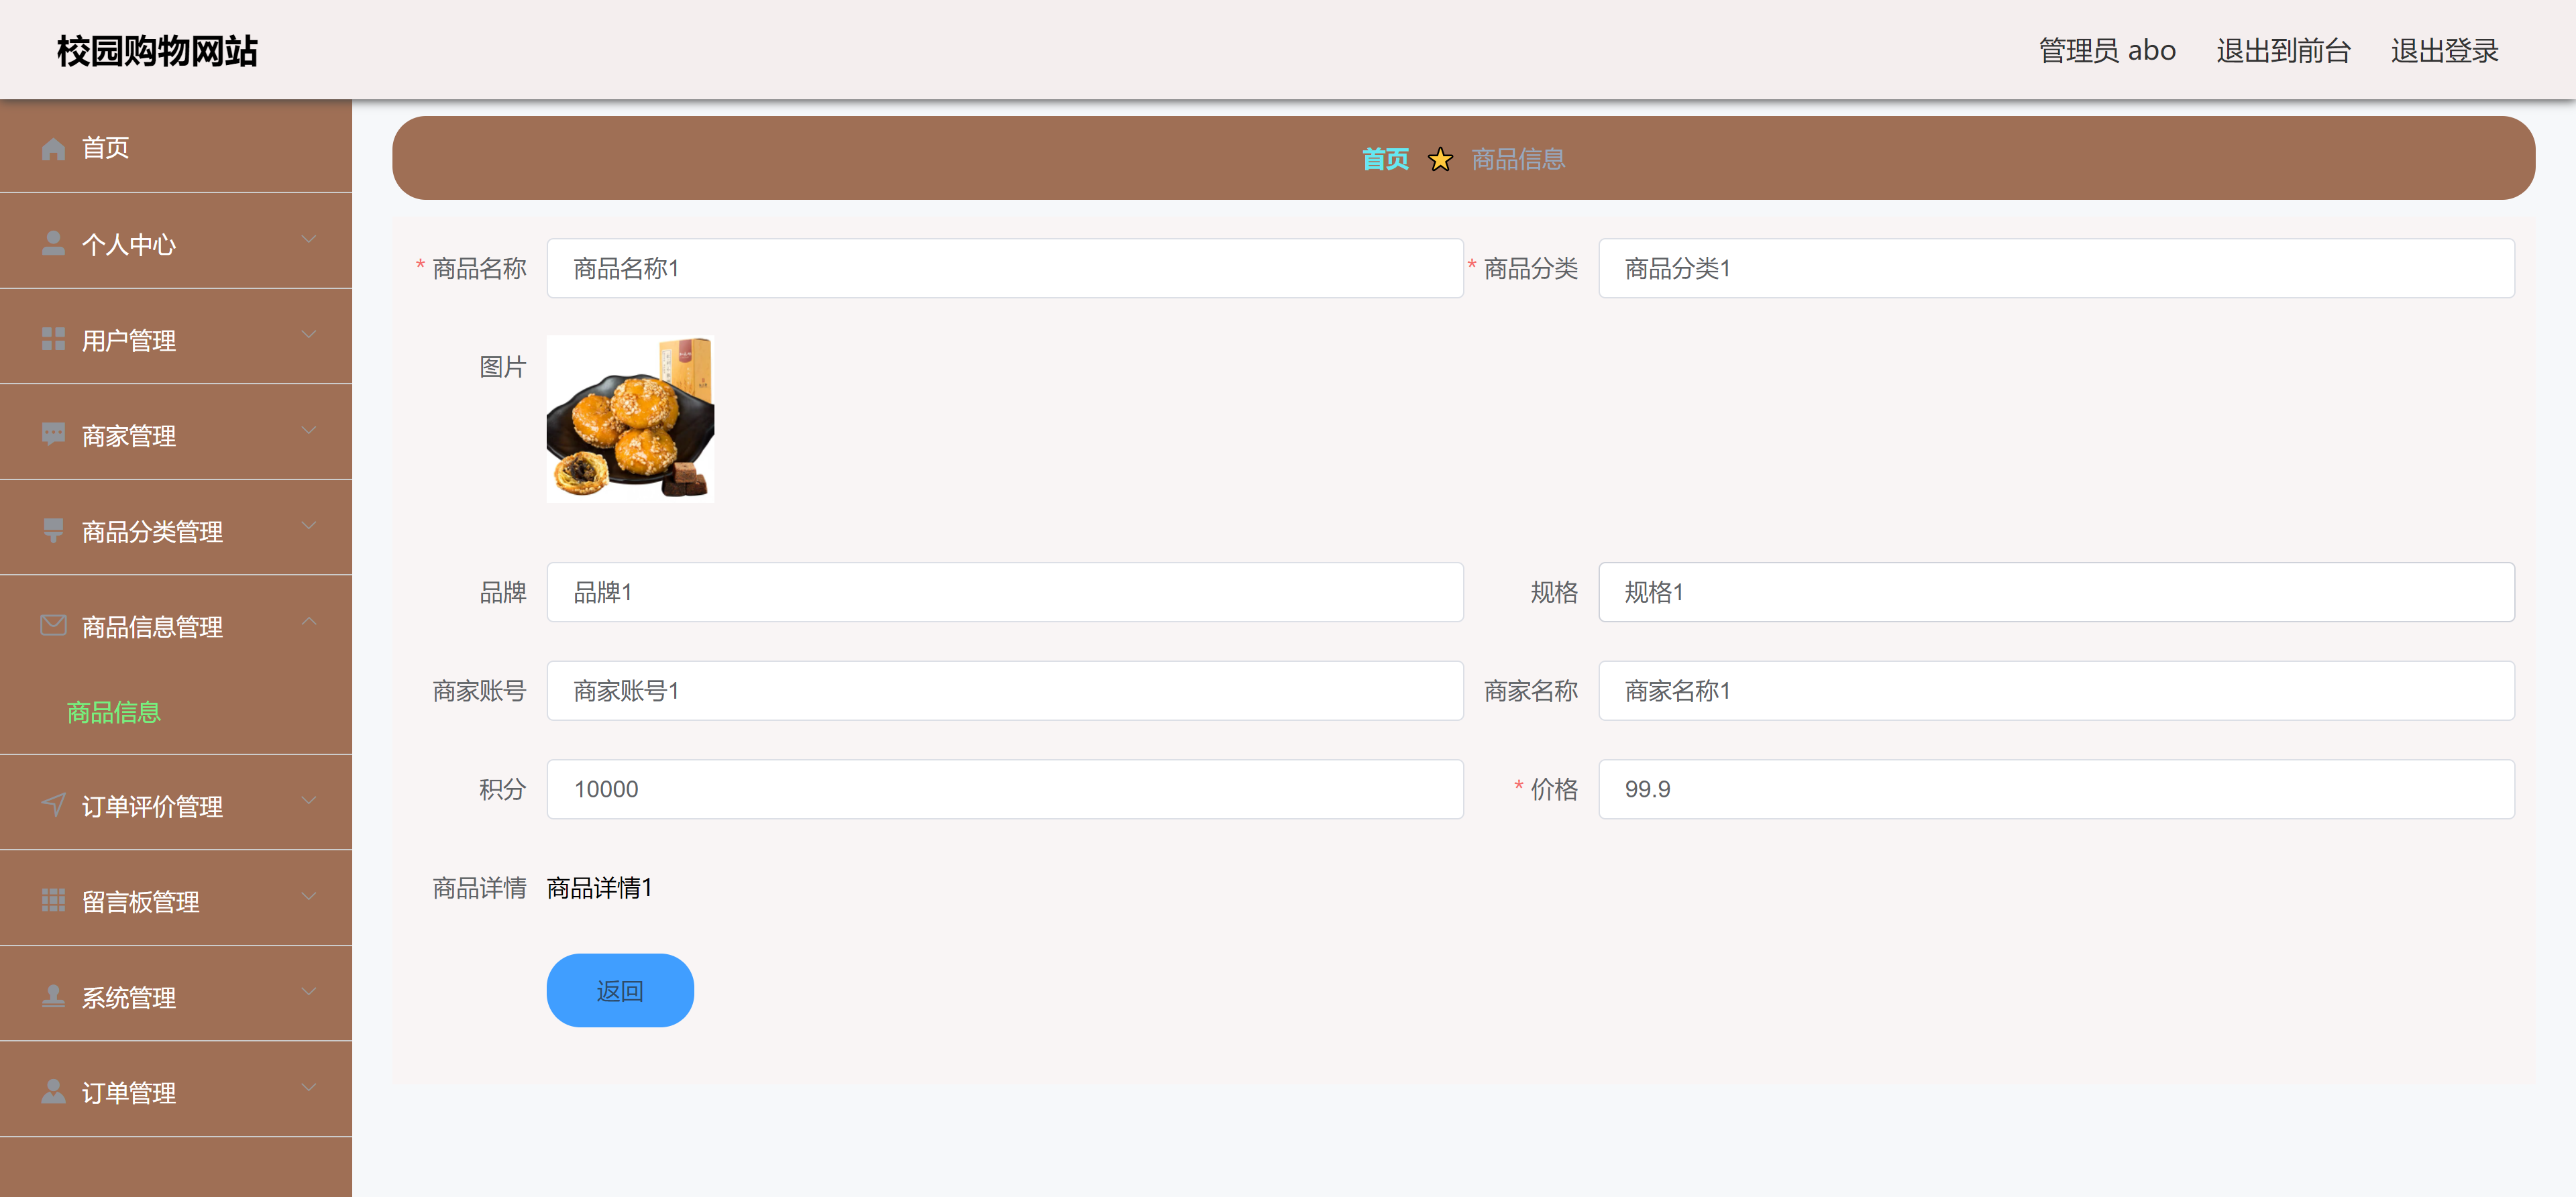 校园购物网站
管理员 abo 退出到前台 退出登录
首页
个人中心
用户管理
商家管理
商品分类管理
商品信息管理
商品信息
订单评价管理
留言板管理
系统管理
订单管理
首页 商品信息
* 商品名称 商品名称1 * 商品分类 商品分类1
图片
品牌 品牌1 规格 规格1
商家账号 商家账号1 商家名称 商家名称1
积分 10000 * 价格 99.9
商品详情 商品详情1
返回